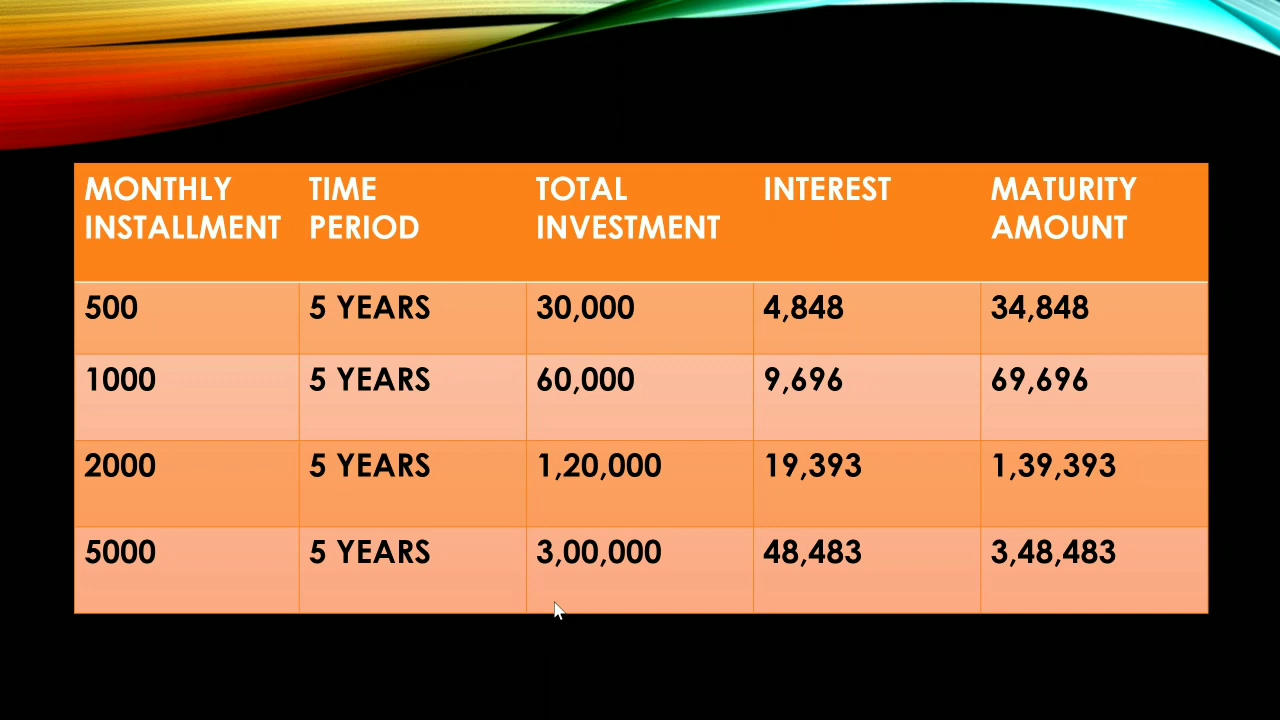 MONTHLY INSTALLMENT TIME PERIOD TOTAL INVESTMENT INTEREST MATURITY AMOUNT
500 5 YEARS 30,000 4,848 34,848
1000 5 YEARS 60,000 9,696 69,696
2000 5 YEARS 1,20,000 19,393 1,39,393
5000 5 YEARS 3,00,000 48,483 3,48,483